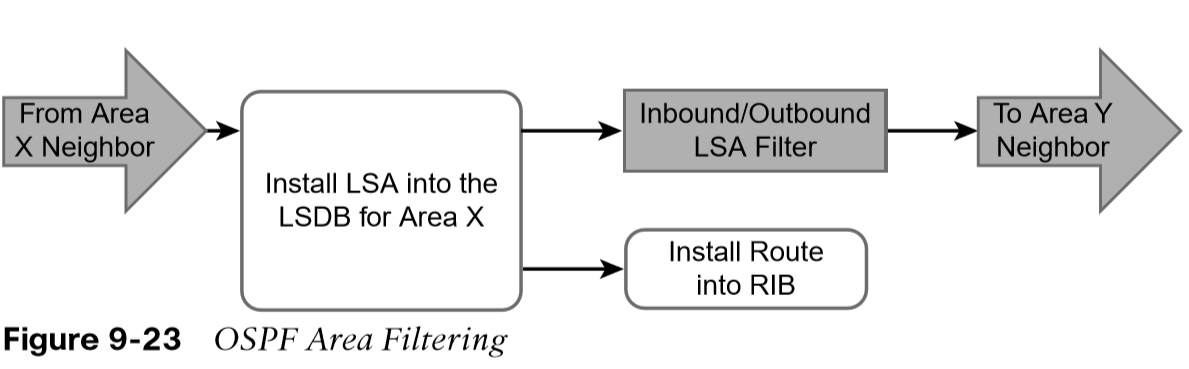 From Area
X Neighbor
Install LSA into the
LSDB for Area X
Inbound/Outbound
LSA Filter
To Area Y
Neighbor
Install Route
into RIB
Figure 9-23 OSPF Area Filtering